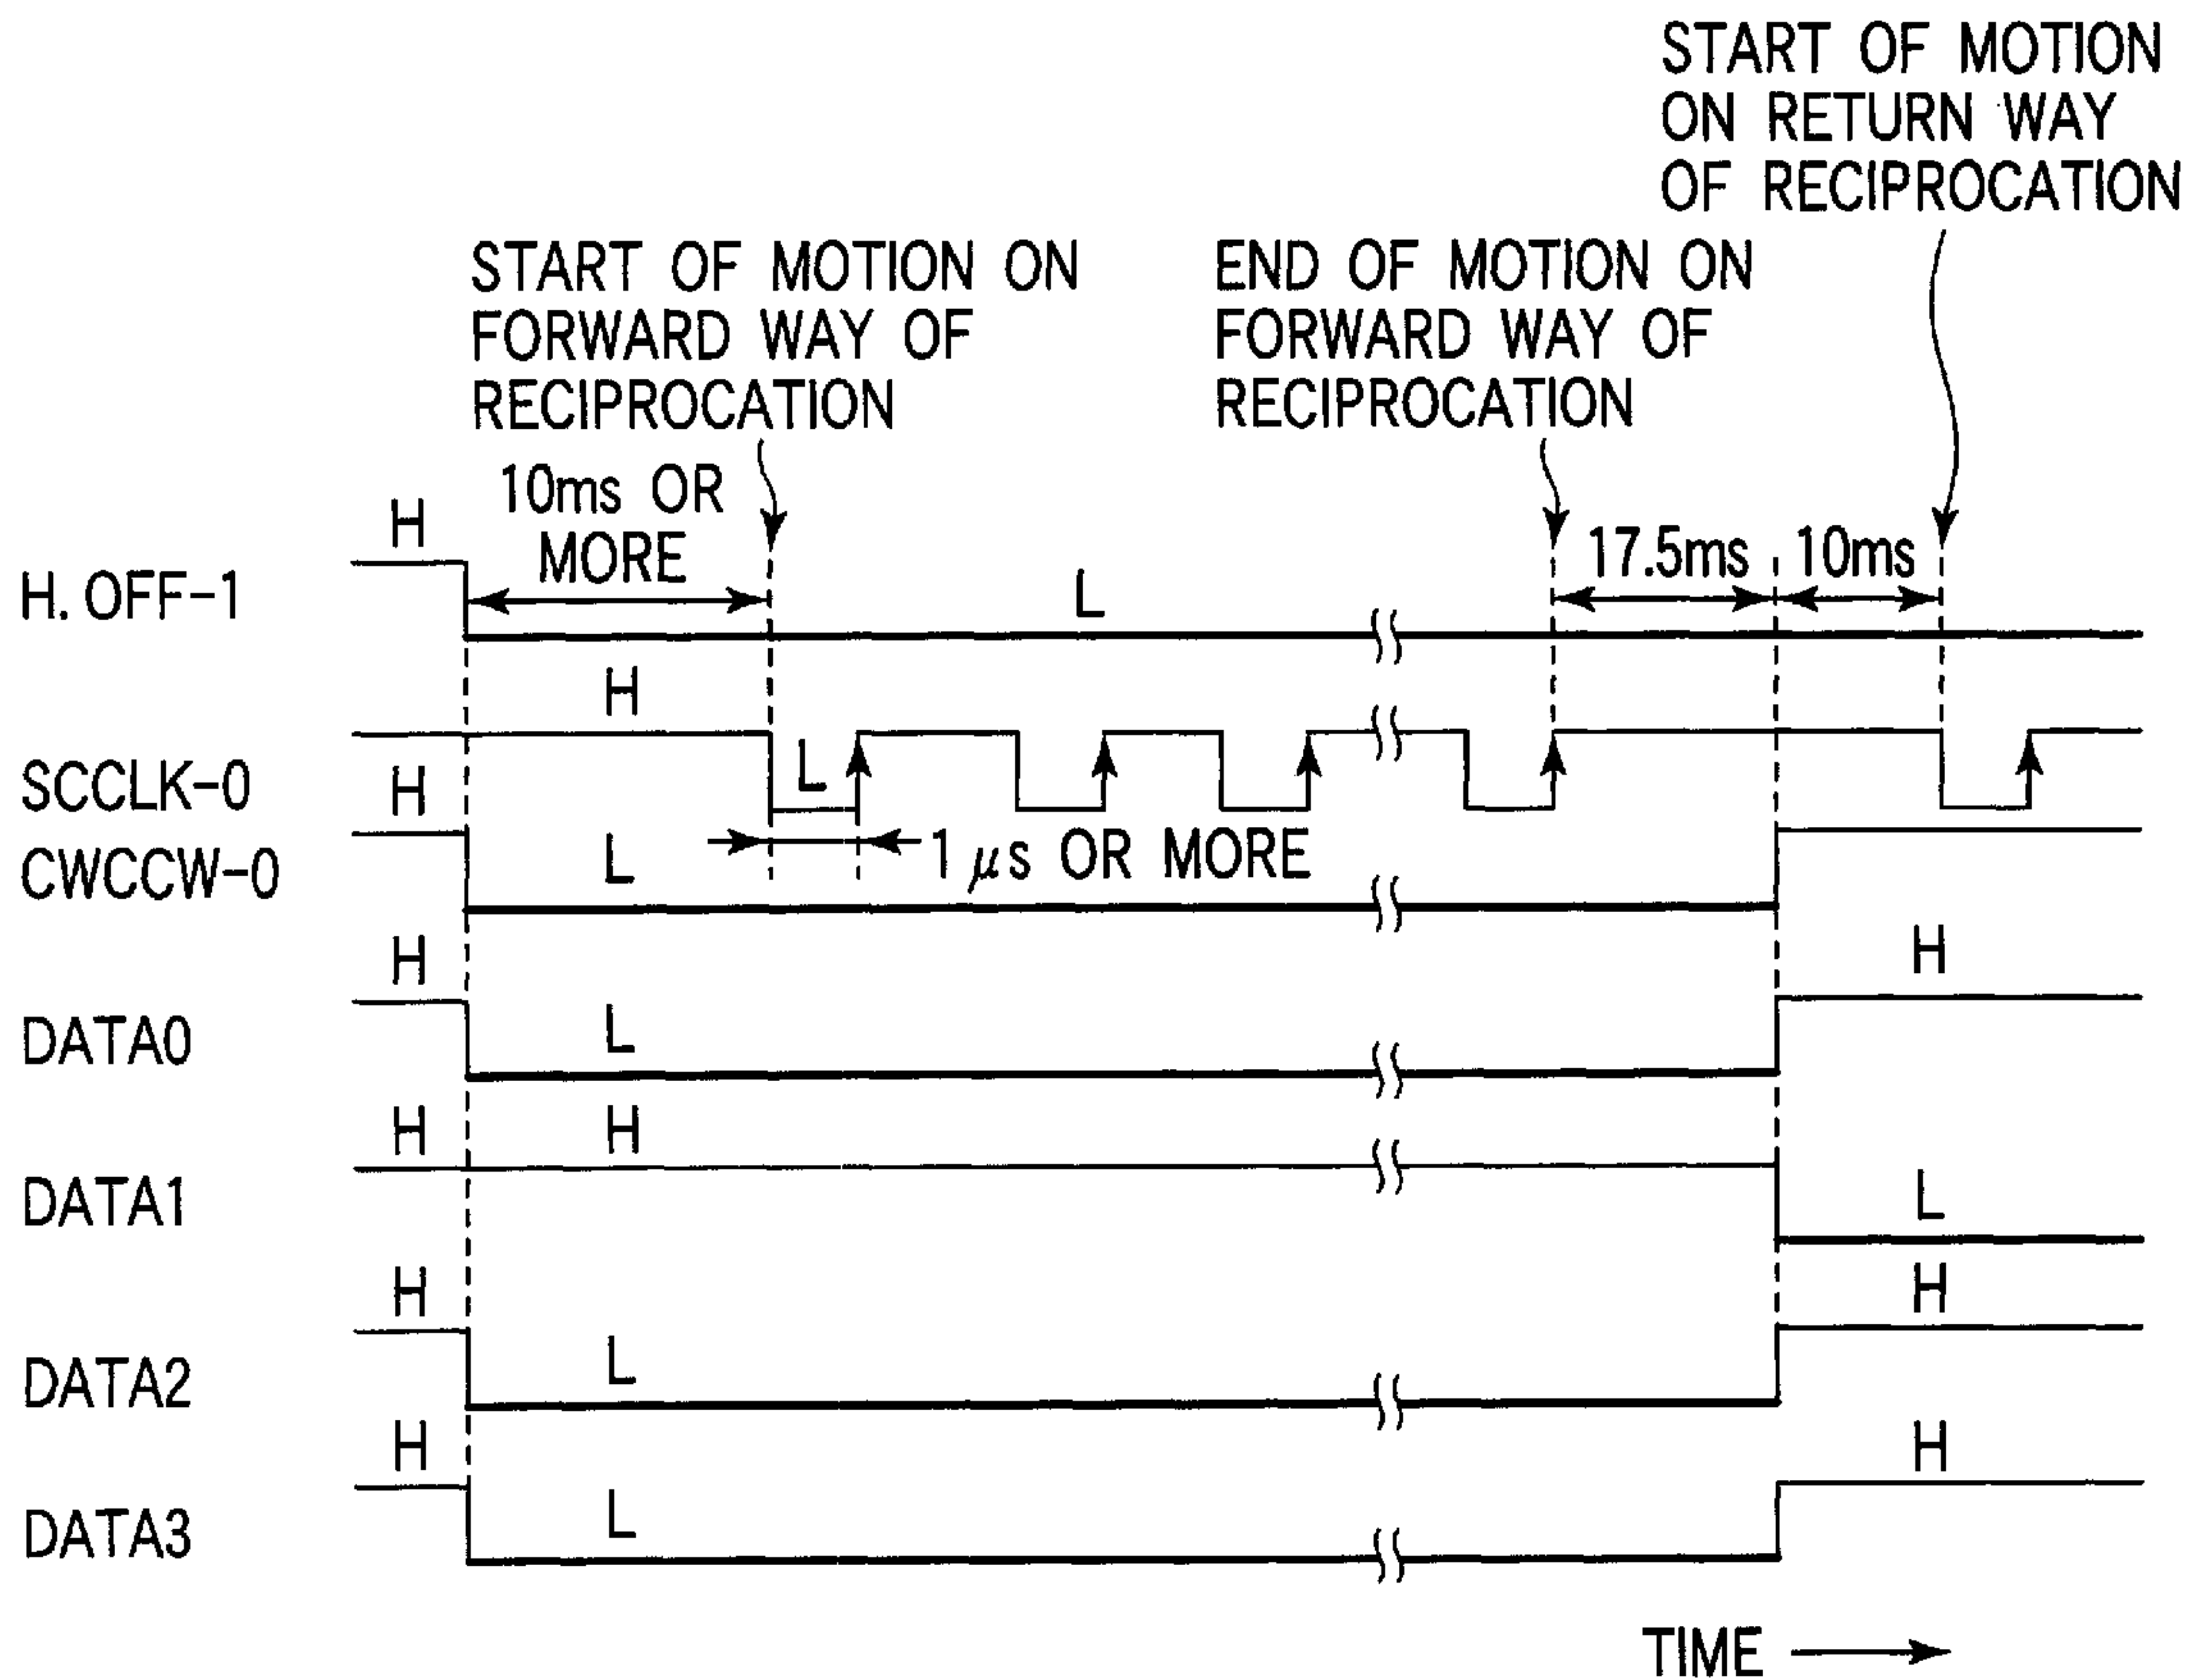 START OF MOTION
ON RETURN WAY
OF RECIPROCATION
START OF MOTION ON
FORWARD WAY OF
RECIPROCATION
END OF MOTION ON
FORWARD WAY OF
RECIPROCATION
10ms OR
MORE
17.5ms
10ms
H
H. OFF-1
L
H
SCCLK-0
L
H
CWCCW-0
L
1 μs OR MORE
H
H
DATA0
L
H
H
DATA1
L
H
H
DATA2
L
H
H
DATA3
L
TIME